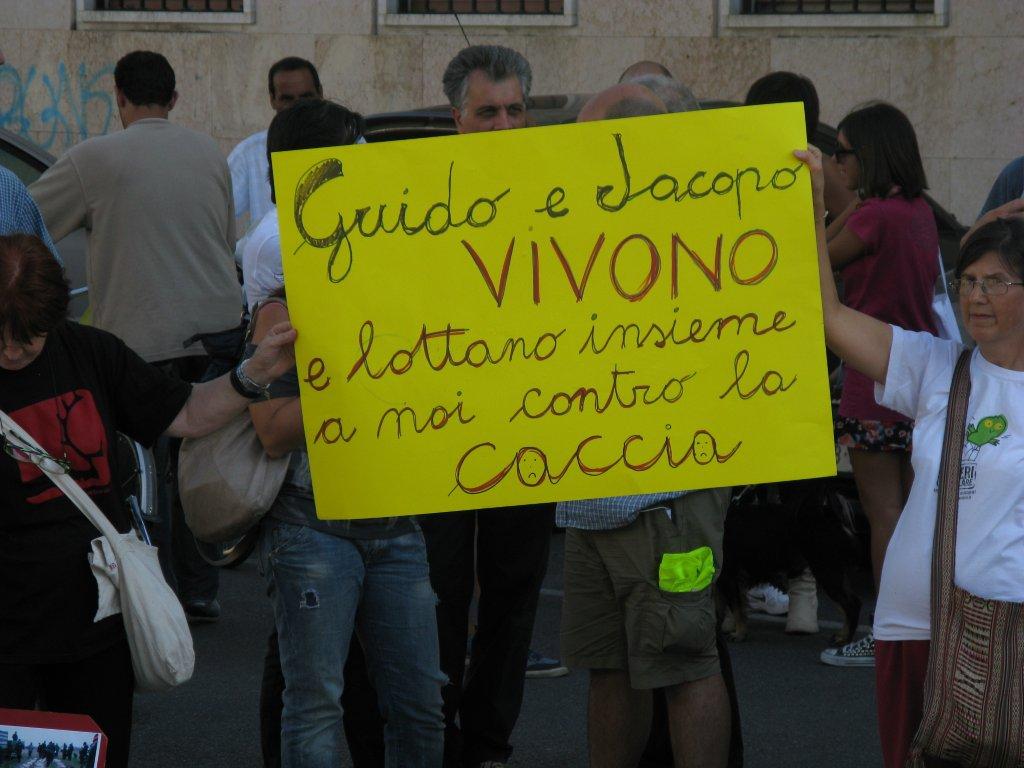 Guido e Jacopo
VIVONO
e lottano insieme
a noi contro la
caccia